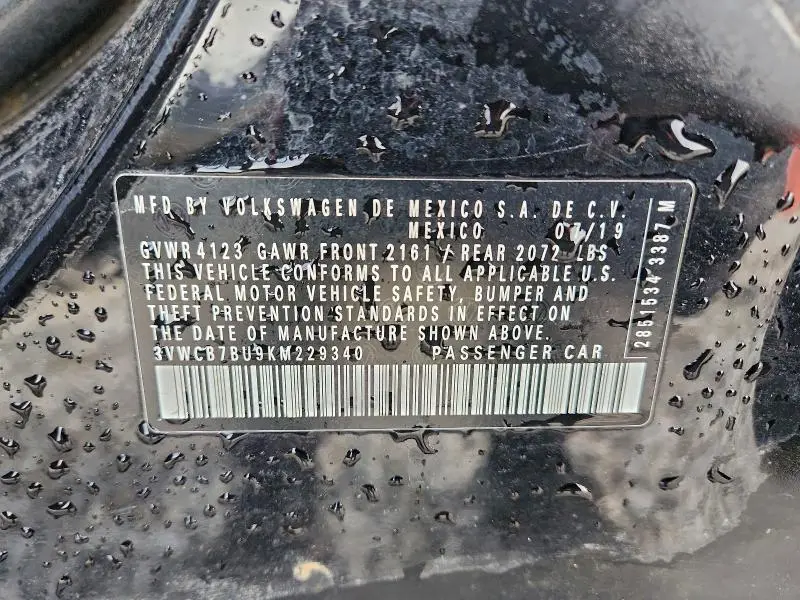 MFD BY VOLKSWAGEN DE MEXICO S.A. DE C.V.
MEXICO 07/19
GVWR 4123 GAWR FRONT 2161 / REAR 2072 LBS
THIS VEHICLE CONFORMS TO ALL APPLICABLE U.S.
FEDERAL MOTOR VEHICLE SAFETY, BUMPER AND
THEFT PREVENTION STANDARDS IN EFFECT ON
THE DATE OF MANUFACTURE SHOWN ABOVE.
3VWCB7BU9KM229340 PASSENGER CAR
2851534 3387 M